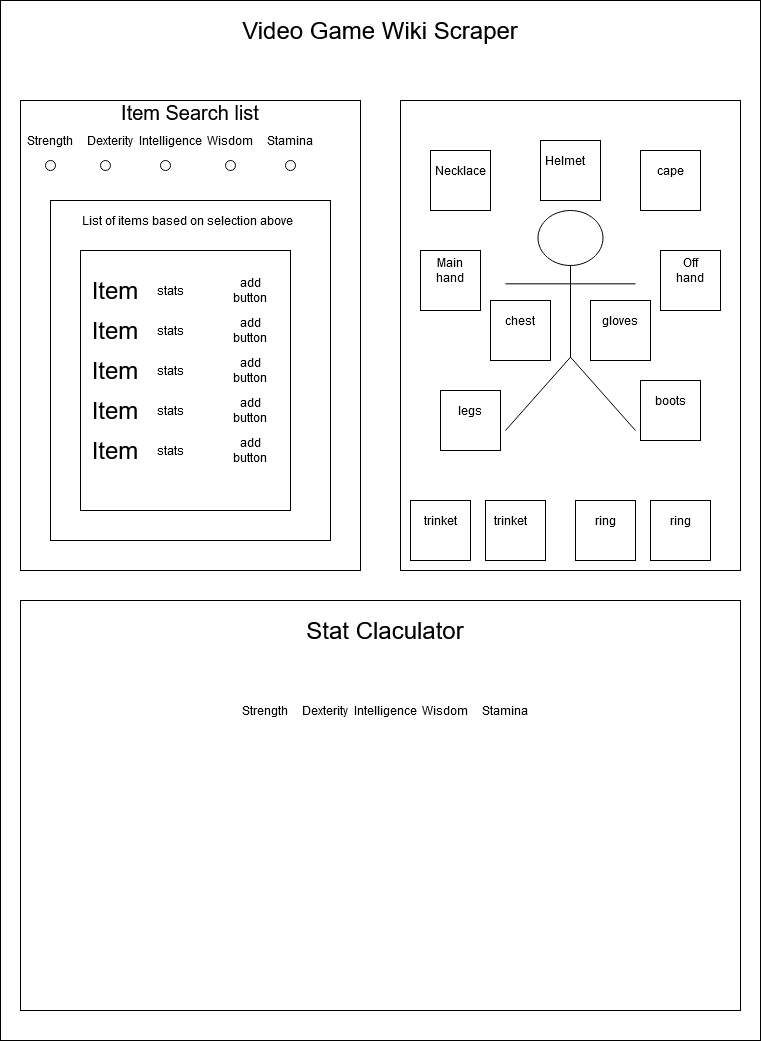 Video Game Wiki Scraper
Item Search list
Strength Dexterity Intelligence Wisdom Stamina
List of items based on selection above
Item stats add
button
Item stats add
button
Item stats add
button
Item stats add
button
Item stats add
button
Necklace Helmet cape
Main
hand
Off
hand
chest gloves
legs boots
trinket trinket ring ring
Stat Claculator
Strength Dexterity Intelligence Wisdom Stamina